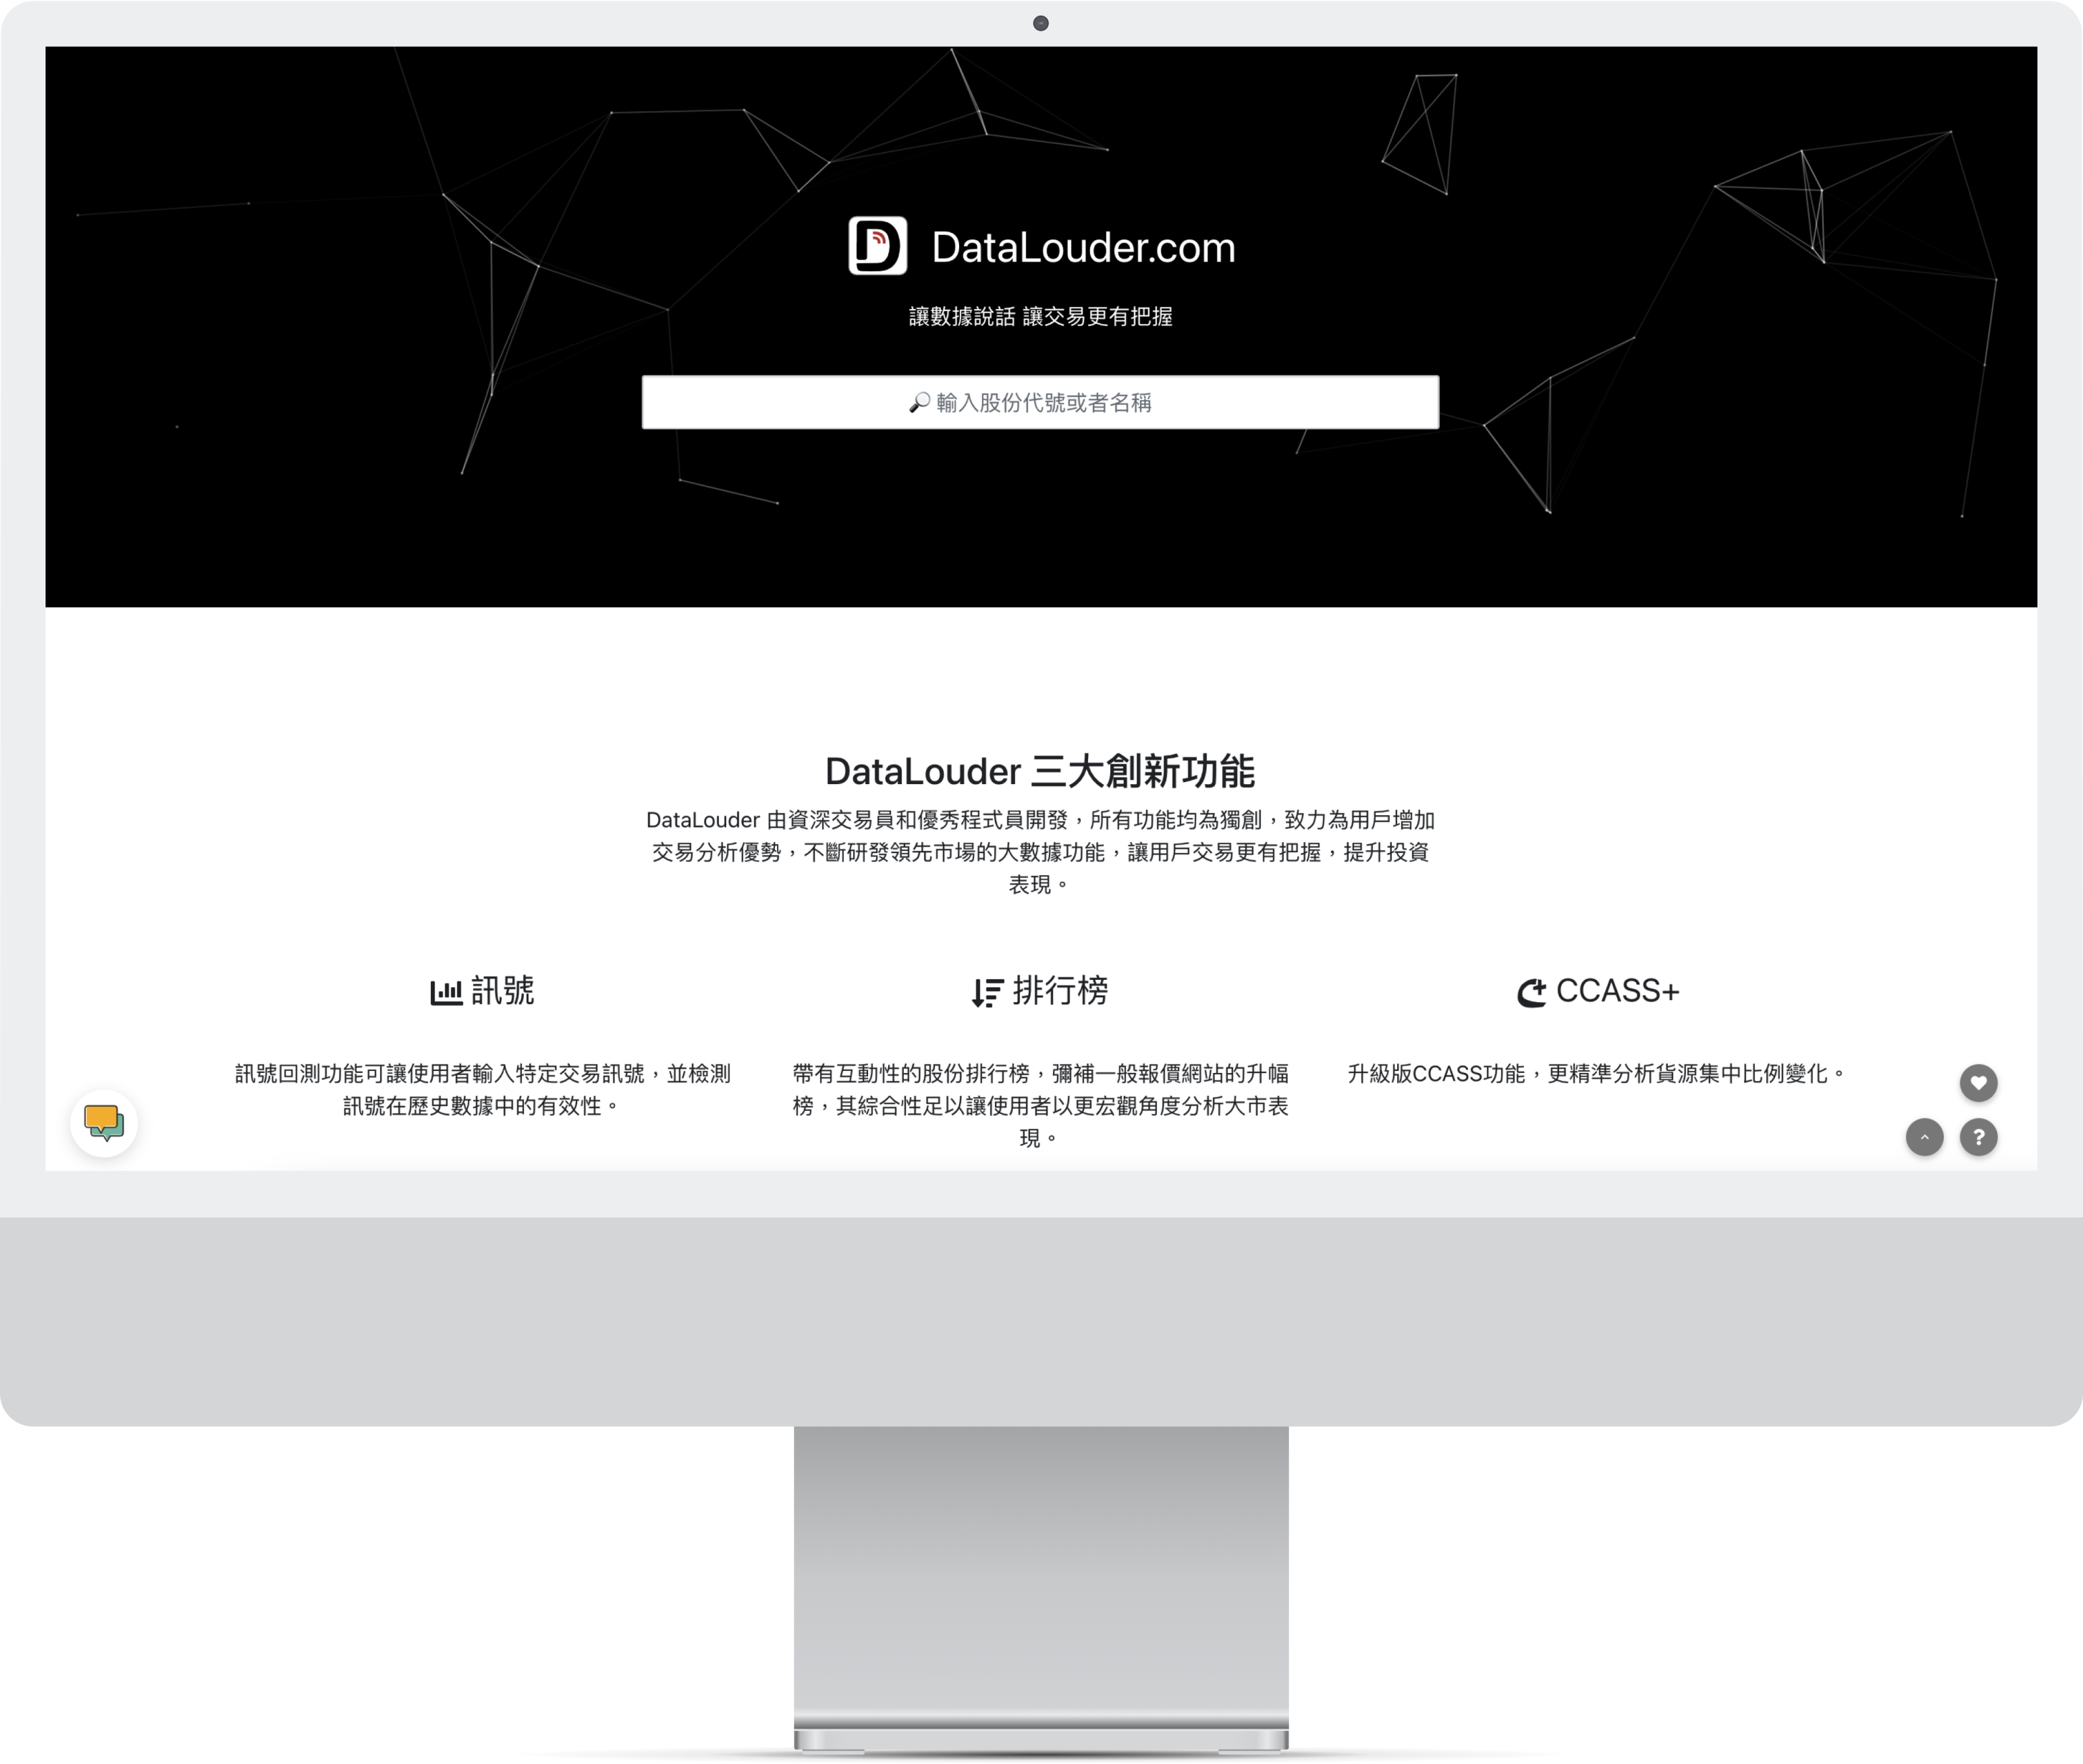 DataLouder.com
讓數據說話 讓交易更有把握
輸入股份代號或者名稱
DataLouder 三大創新功能
DataLouder 由資深交易員和優秀程式員開發，所有功能均為獨創，致力為用戶增加
交易分析優勢，不斷研發領先市場的大數據功能，讓用戶交易更有把握，提升投資
表現。
訊號
訊號回測功能可讓使用者輸入特定交易訊號，並檢測
訊號在歷史數據中的有效性。
排行榜
帶有互動性的股份排行榜，彌補一般報價網站的升幅
榜，其綜合性足以讓使用者以更宏觀角度分析大市表
現。
CCASS+
升級版CCASS功能，更精準分析貨源集中比例變化。
?